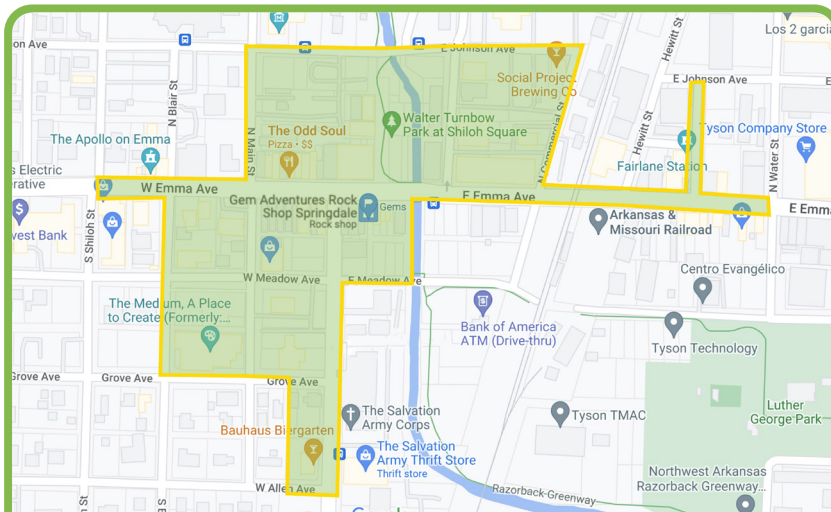 son Ave
E Johnson Ave
Hewitt St
Los 2 garcia
N Blair St
Social Project
Brewing Co
E Johnson Ave
E
The Apollo on Emma
N Main St
The Odd Soul
Pizza • $$
Walter Turnbow
Park at Shiloh Square
N Commercial St
Hewitt St
Tyson Company Store
Fairlane Station
N Water St
s Electric
erative
W Emma Ave
E Emma Ave
E Emma
Gem Adventures Rock
Shop Springdale
Rock shop
Gems
Arkansas &
Missouri Railroad
vest Bank
S Shiloh St
W Meadow Ave
E Meadow Ave
Centro Evangélico
The Medium, A Place
to Create (Formerly:...
Bank of America
ATM (Drive-thru)
Tyson Technology
Grove Ave
Grove Ave
Grove Ave
The Salvation
Army Corps
Tyson TMAC
Luther
George Park
Bauhaus Biergarten
The Salvation
Army Thrift Store
Thrift store
Northwest Arkansas
Razorback Greenway...
W Allen Ave
Razorback-Greenway